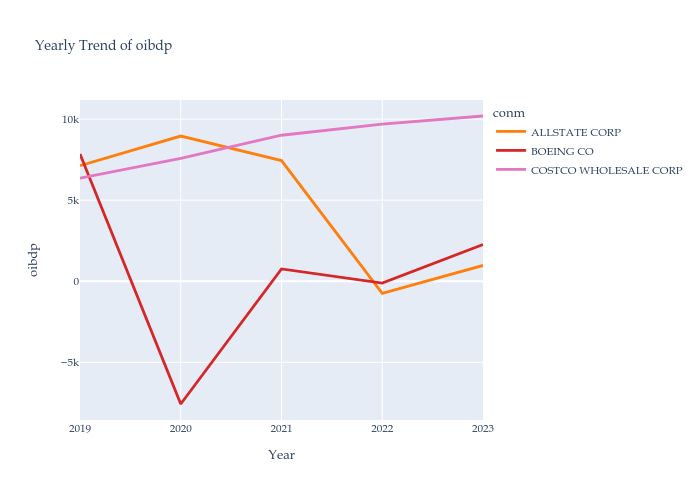 Yearly Trend of oibdp
conm
ALLSTATE CORP
BOEING CO
COSTCO WHOLESALE CORP
10k
5k
0
−5k
oibdp
2019 2020 2021 2022 2023
Year